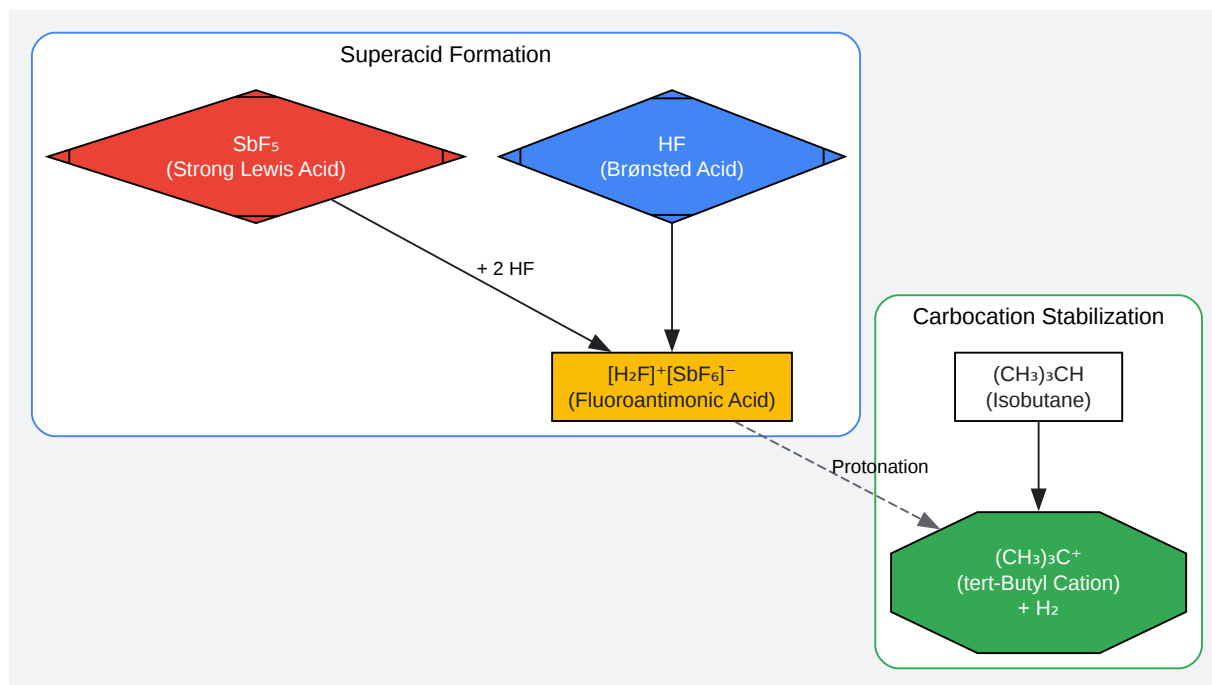 Superacid Formation
SbF₅
(Strong Lewis Acid)
HF
(Brønsted Acid)
+ 2 HF
[H₂F]⁺[SbF₆]⁻
(Fluoroantimonic Acid)
Carbocation Stabilization
(CH₃)₃CH
(Isobutane)
Protonation
(CH₃)₃C⁺
(tert-Butyl Cation)
+ H₂